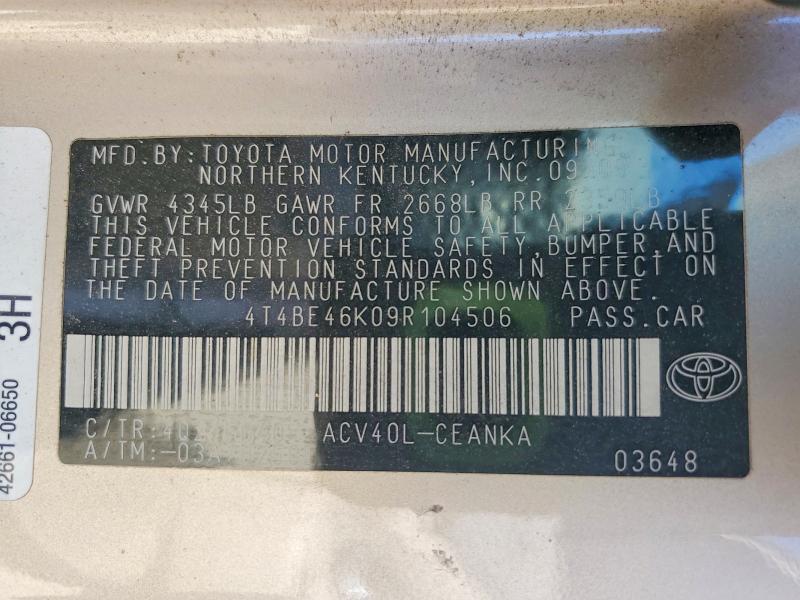 MFD.BY:TOYOTA MOTOR MANUFACTURING
NORTHERN KENTUCKY, INC.
GVWR 4345LB GAWR FR 2668LB RR
THIS VEHICLE CONFORMS TO ALL APPLICABLE
FEDERAL MOTOR VEHICLE SAFETY, BUMPER, AND
THEFT PREVENTION STANDARDS IN EFFECT ON
THE DATE OF MANUFACTURE SHOWN ABOVE.
4T4BE46K09R104506 PASS.CAR
C/TR: ACV40L-CEANKA
A/TM:
03648
42661-06650 3H